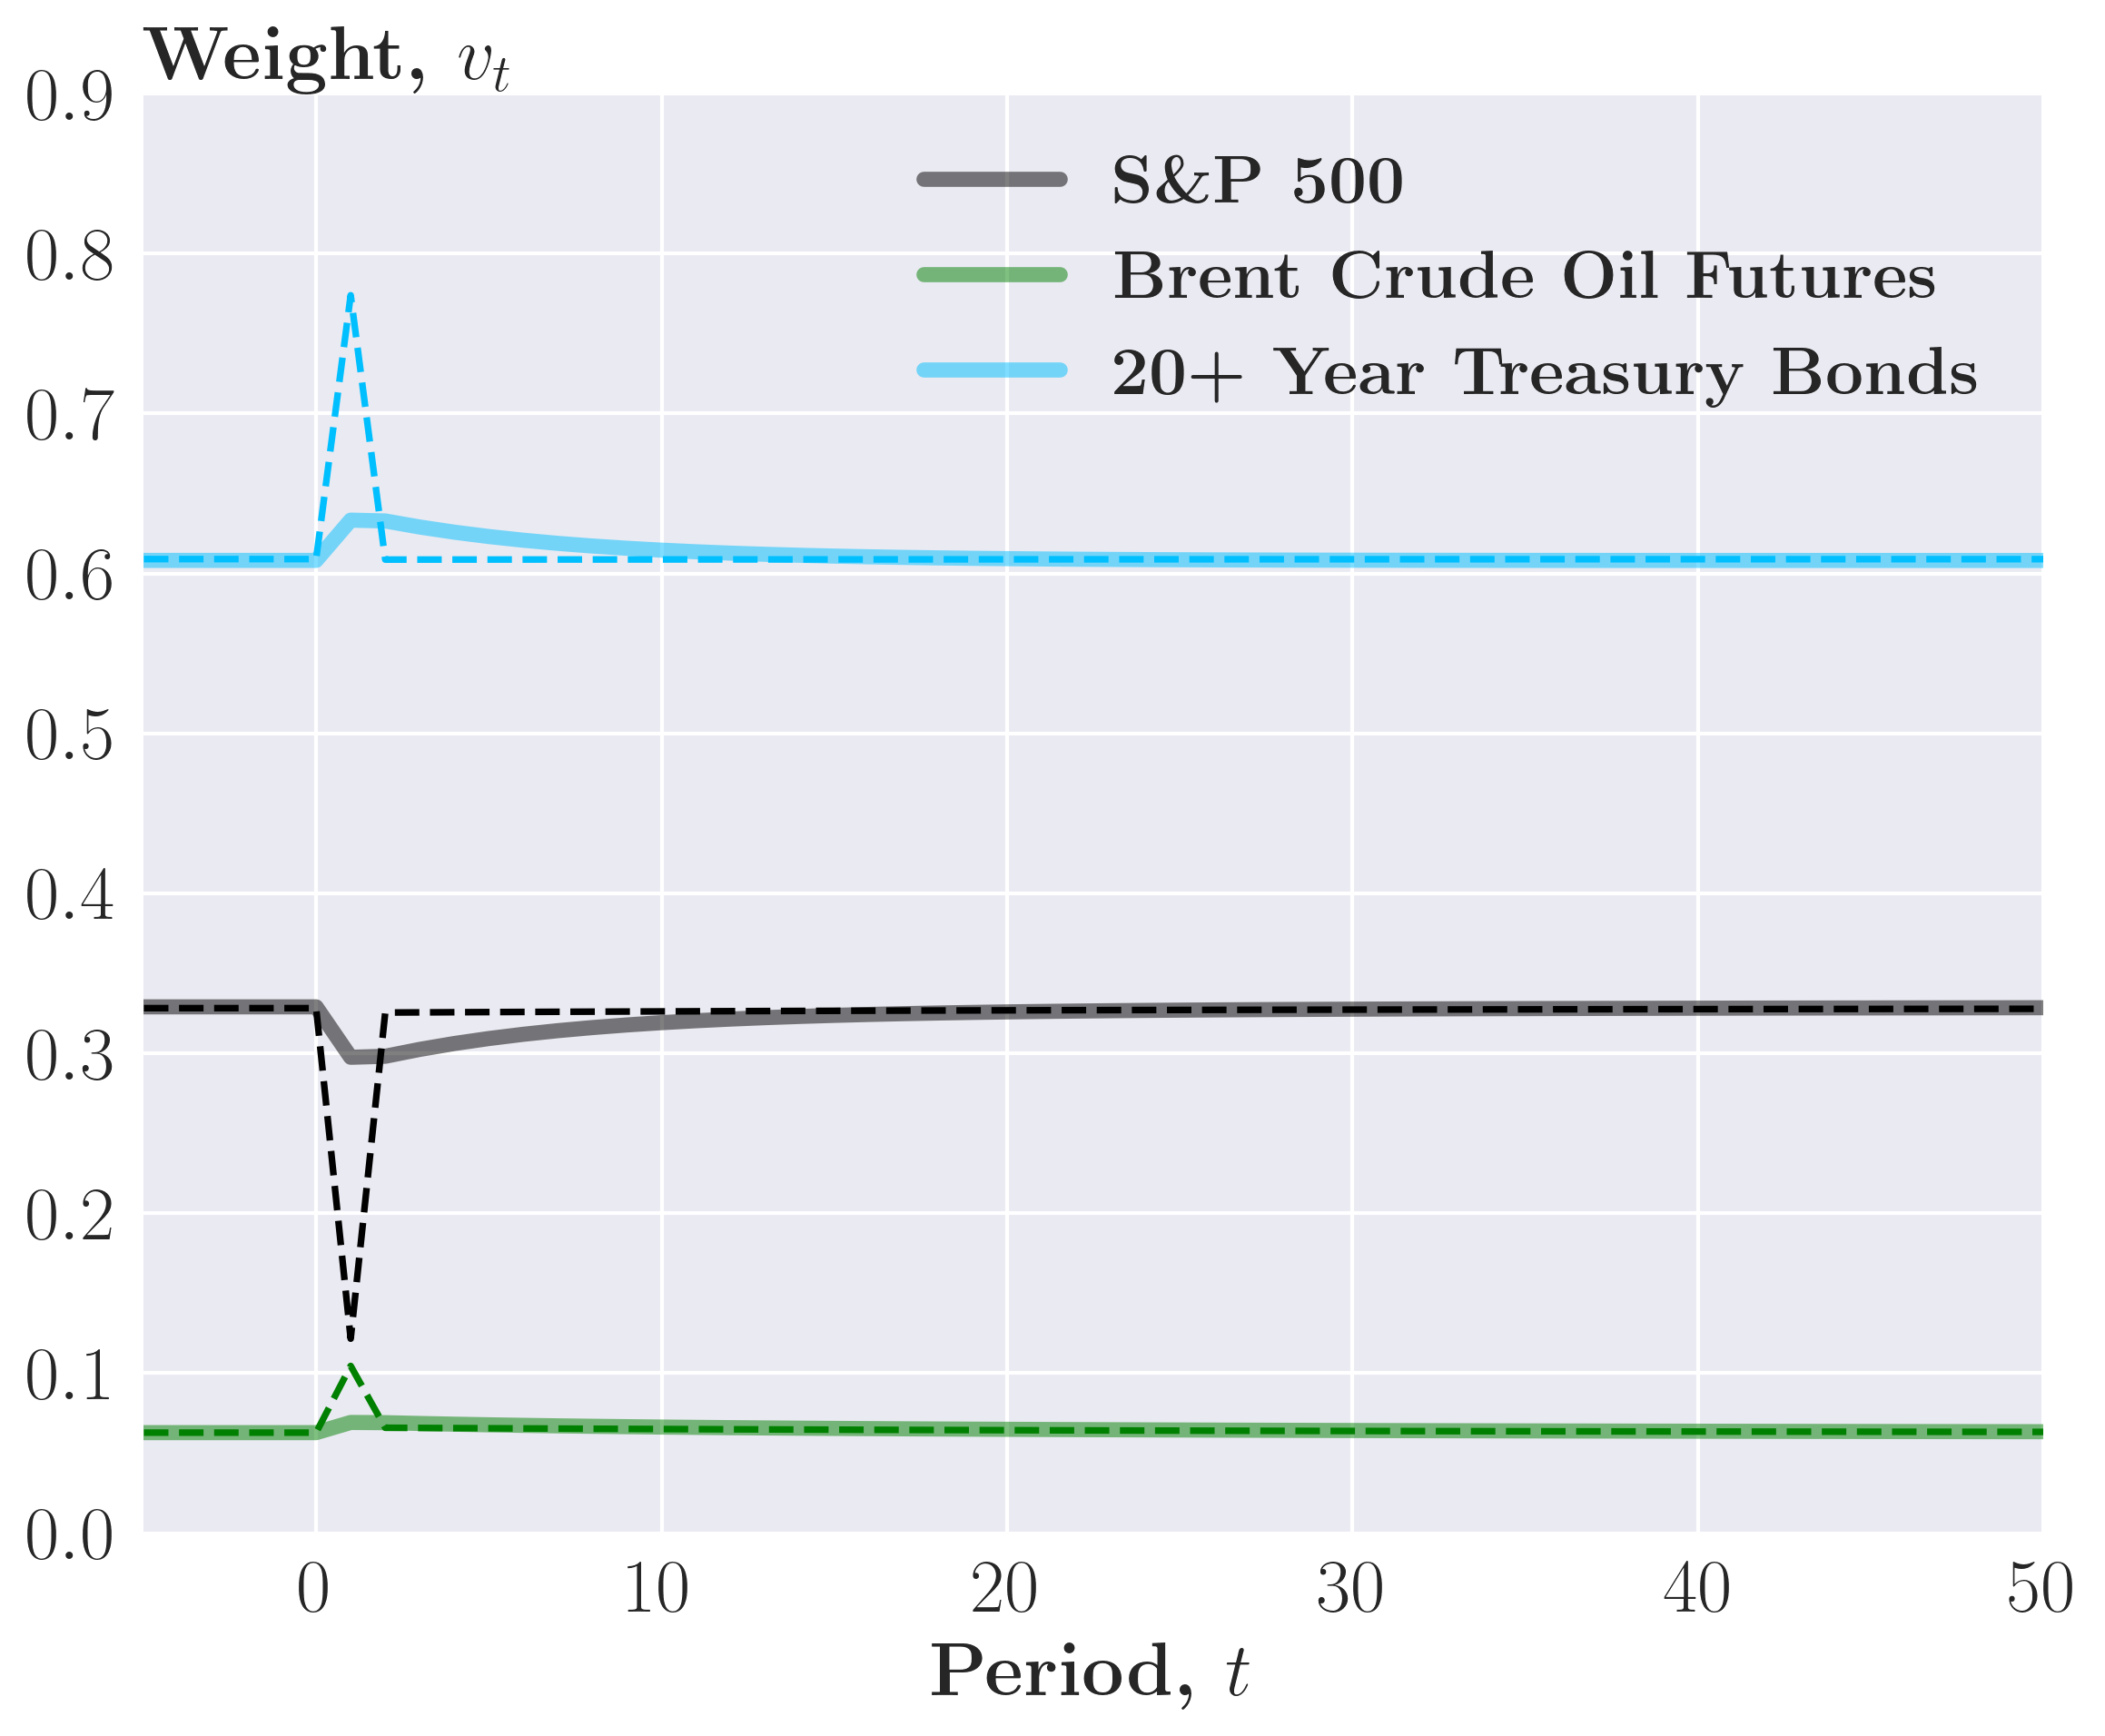 Weight, v_t
0.9
0.8
0.7
0.6
0.5
0.4
0.3
0.2
0.1
0.0
S&P 500
Brent Crude Oil Futures
20+ Year Treasury Bonds
0 10 20 30 40 50
Period, t